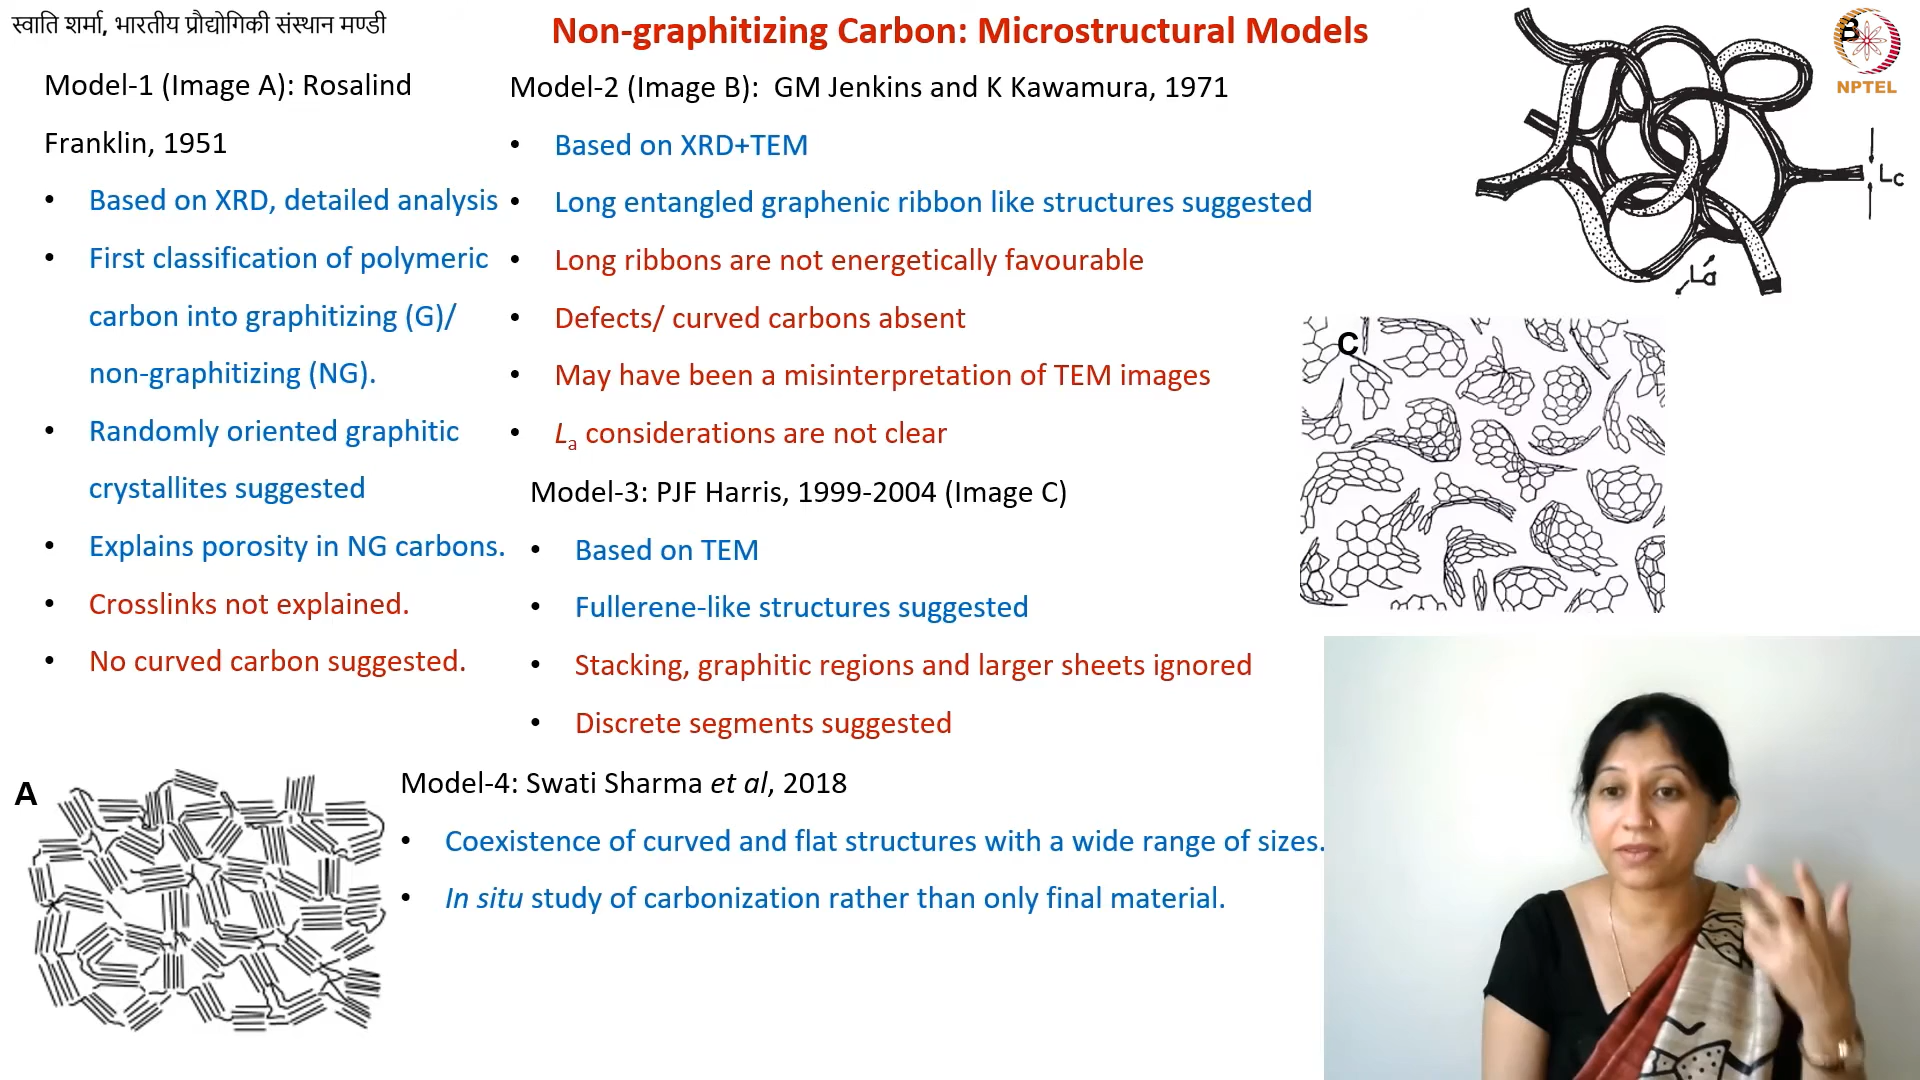 स्वाति शर्मा, भारतीय प्रौद्योगिकी संस्थान मण्डी
Non-graphitizing Carbon: Microstructural Models
B
NPTEL
Model-1 (Image A): Rosalind
Franklin, 1951
• Based on XRD, detailed analysis
• First classification of polymeric
carbon into graphitizing (G)/
non-graphitizing (NG).
• Randomly oriented graphitic
crystallites suggested
• Explains porosity in NG carbons.
• Crosslinks not explained.
• No curved carbon suggested.
A
Model-2 (Image B): GM Jenkins and K Kawamura, 1971
• Based on XRD+TEM
• Long entangled graphenic ribbon like structures suggested
• Long ribbons are not energetically favourable
• Defects/ curved carbons absent
• May have been a misinterpretation of TEM images
• La considerations are not clear
Lc
La
C
Model-3: PJF Harris, 1999-2004 (Image C)
• Based on TEM
• Fullerene-like structures suggested
• Stacking, graphitic regions and larger sheets ignored
• Discrete segments suggested
Model-4: Swati Sharma et al, 2018
• Coexistence of curved and flat structures with a wide range of sizes.
• In situ study of carbonization rather than only final material.